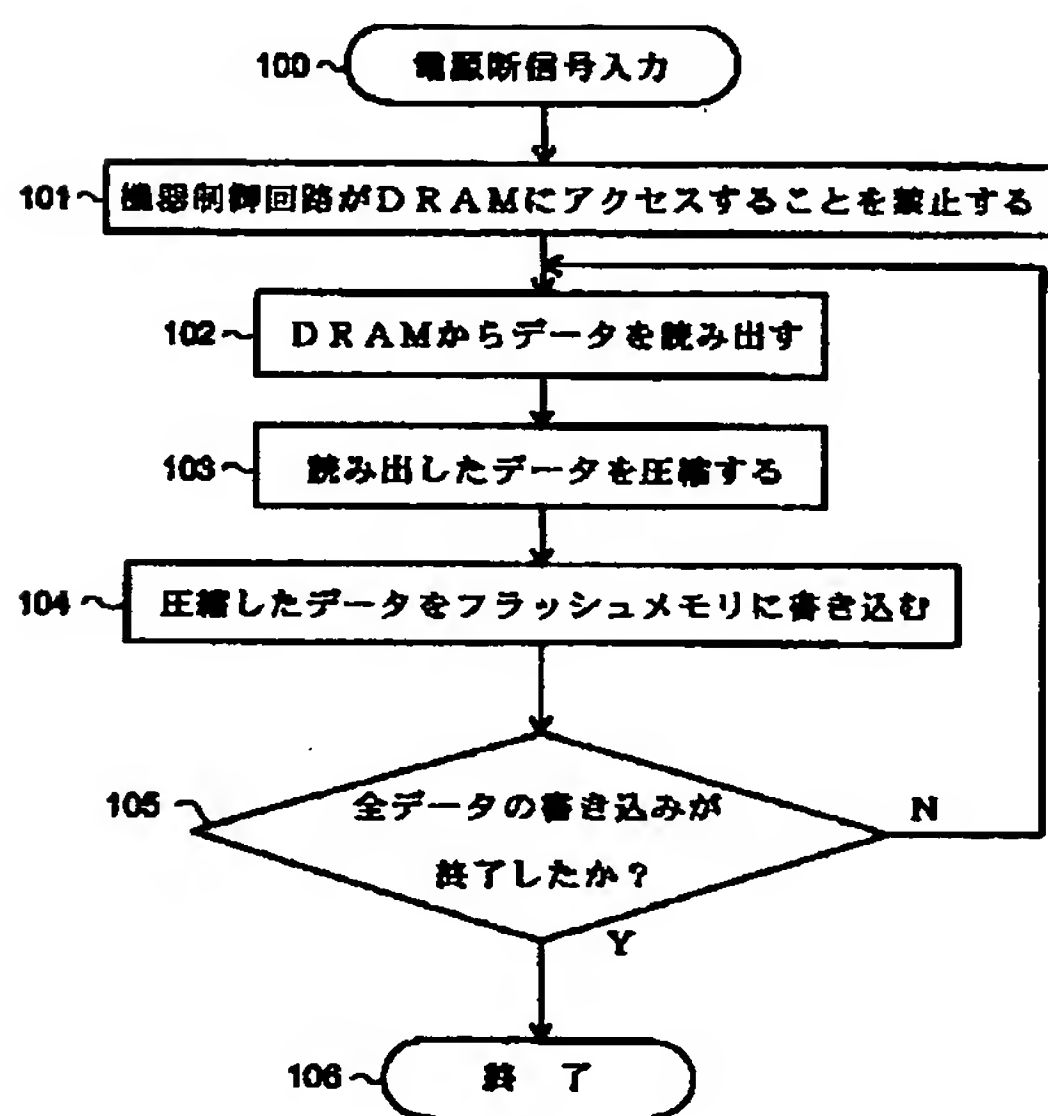 100 電源断信号入力
101 機器制御回路がDRAMにアクセスすることを禁止する
102 DRAMからデータを読み出す
103 読み出したデータを圧縮する
104 圧縮したデータをフラッシュメモリに書き込む
105 全データの書き込みが
終了したか?
N
Y
106 終 了